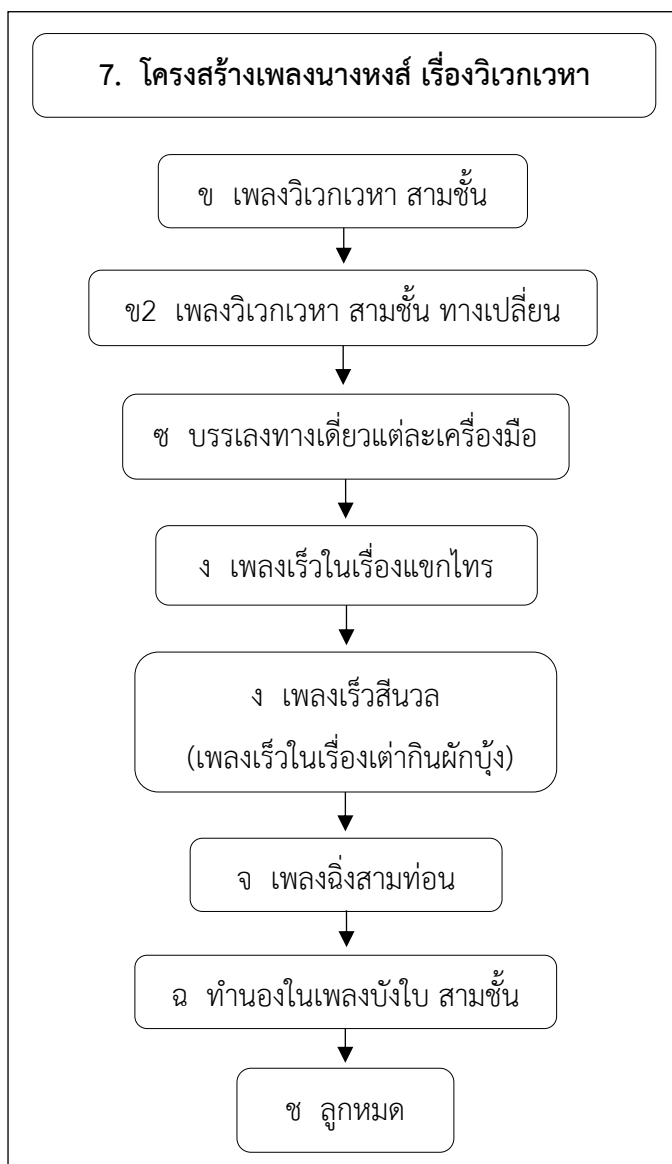 7. โครงสร้างเพลงนางหงส์ เรื่องวิเวกเวหา
ข เพลงวิเวกเวหา สามชั้น
ข2 เพลงวิเวกเวหา สามชั้น ทางเปลี่ยน
ซ บรรเลงทางเดี่ยวแต่ละเครื่องมือ
ง เพลงเร็วในเรื่องแขกไทร
ง เพลงเร็วสีนวล
(เพลงเร็วในเรื่องเต่ากินผักบุ้ง)
จ เพลงฉิ่งสามท่อน
ฉ ทำนองในเพลงบังใบ สามชั้น
ช ลูกหมด